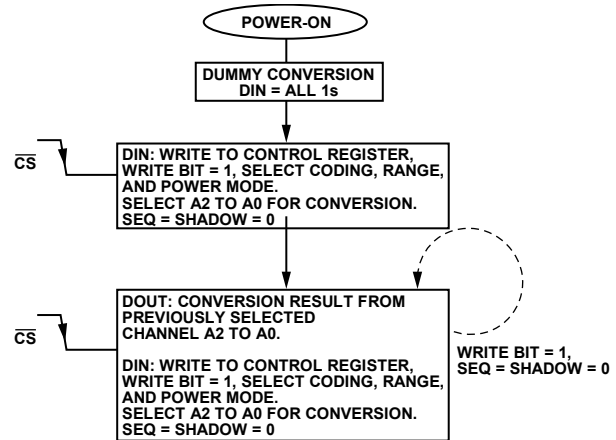 POWER-ON
DUMMY CONVERSION
DIN = ALL 1s
CS
DIN: WRITE TO CONTROL REGISTER,
WRITE BIT = 1, SELECT CODING, RANGE,
AND POWER MODE.
SELECT A2 TO A0 FOR CONVERSION.
SEQ = SHADOW = 0
CS
DOUT: CONVERSION RESULT FROM
PREVIOUSLY SELECTED
CHANNEL A2 TO A0.
DIN: WRITE TO CONTROL REGISTER,
WRITE BIT = 1, SELECT CODING, RANGE,
AND POWER MODE.
SELECT A2 TO A0 FOR CONVERSION.
SEQ = SHADOW = 0
WRITE BIT = 1,
SEQ = SHADOW = 0